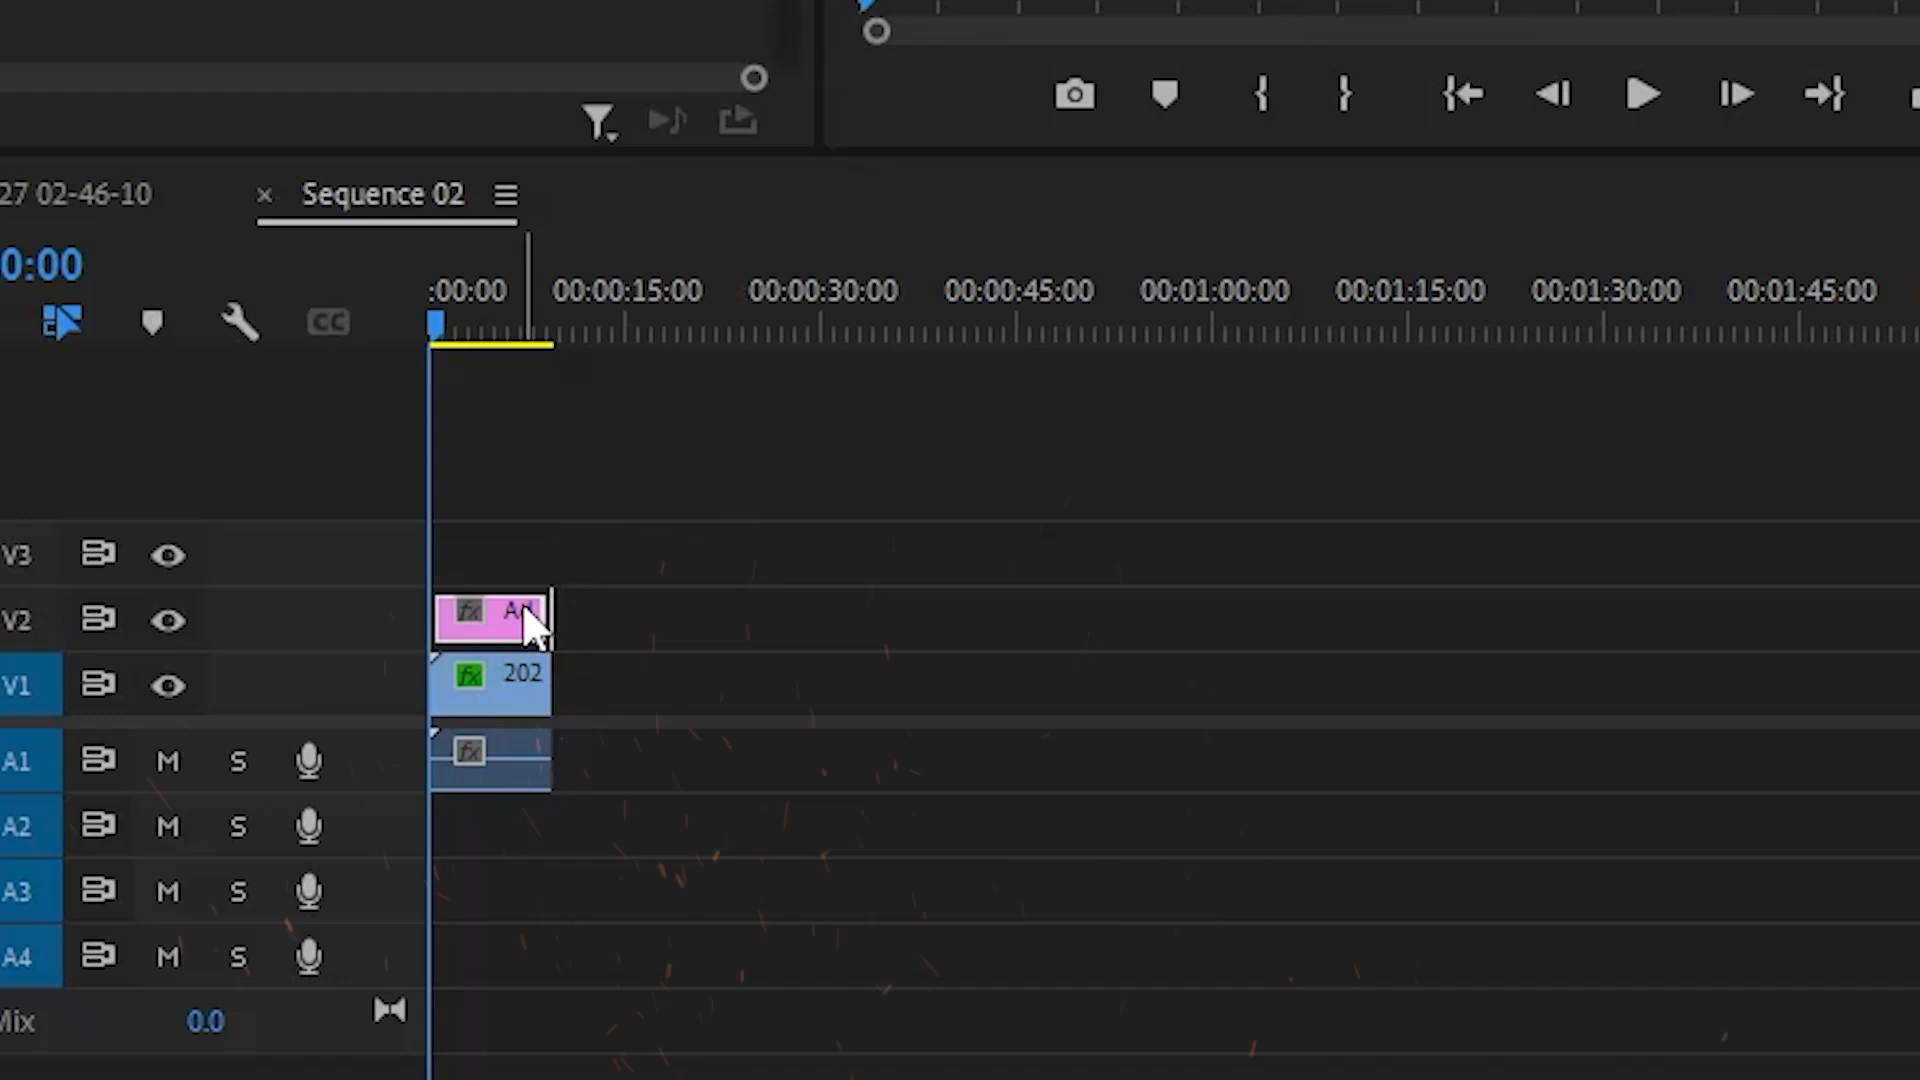 27 02-46-10
× Sequence 02
0:00
:00:00 00:00:15:00 00:00:30:00 00:00:45:00 00:01:00:00 00:01:15:00 00:01:30:00 00:01:45:00
CC
V3
V2 fx
V1 fx 202
A1 M S fx
A2 M S
A3 M S
A4 M S
Mix 0.0